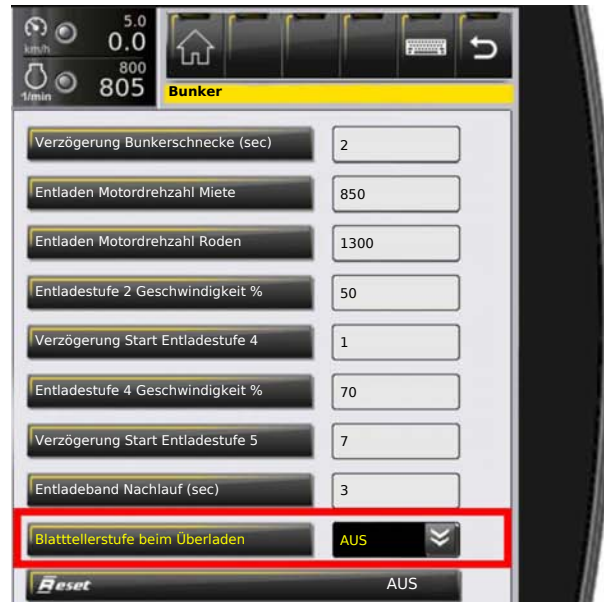 5.0
km/h 0.0
800
1/min 805
Bunker
Verzögerung Bunkerschnecke (sec) 2
Entladen Motordrehzahl Miete 850
Entladen Motordrehzahl Roden 1300
Entladestufe 2 Geschwindigkeit % 50
Verzögerung Start Entladestufe 4 1
Entladestufe 4 Geschwindigkeit % 70
Verzögerung Start Entladestufe 5 7
Entladeband Nachlauf (sec) 3
Blatttellerstufe beim Überladen AUS
Reset AUS